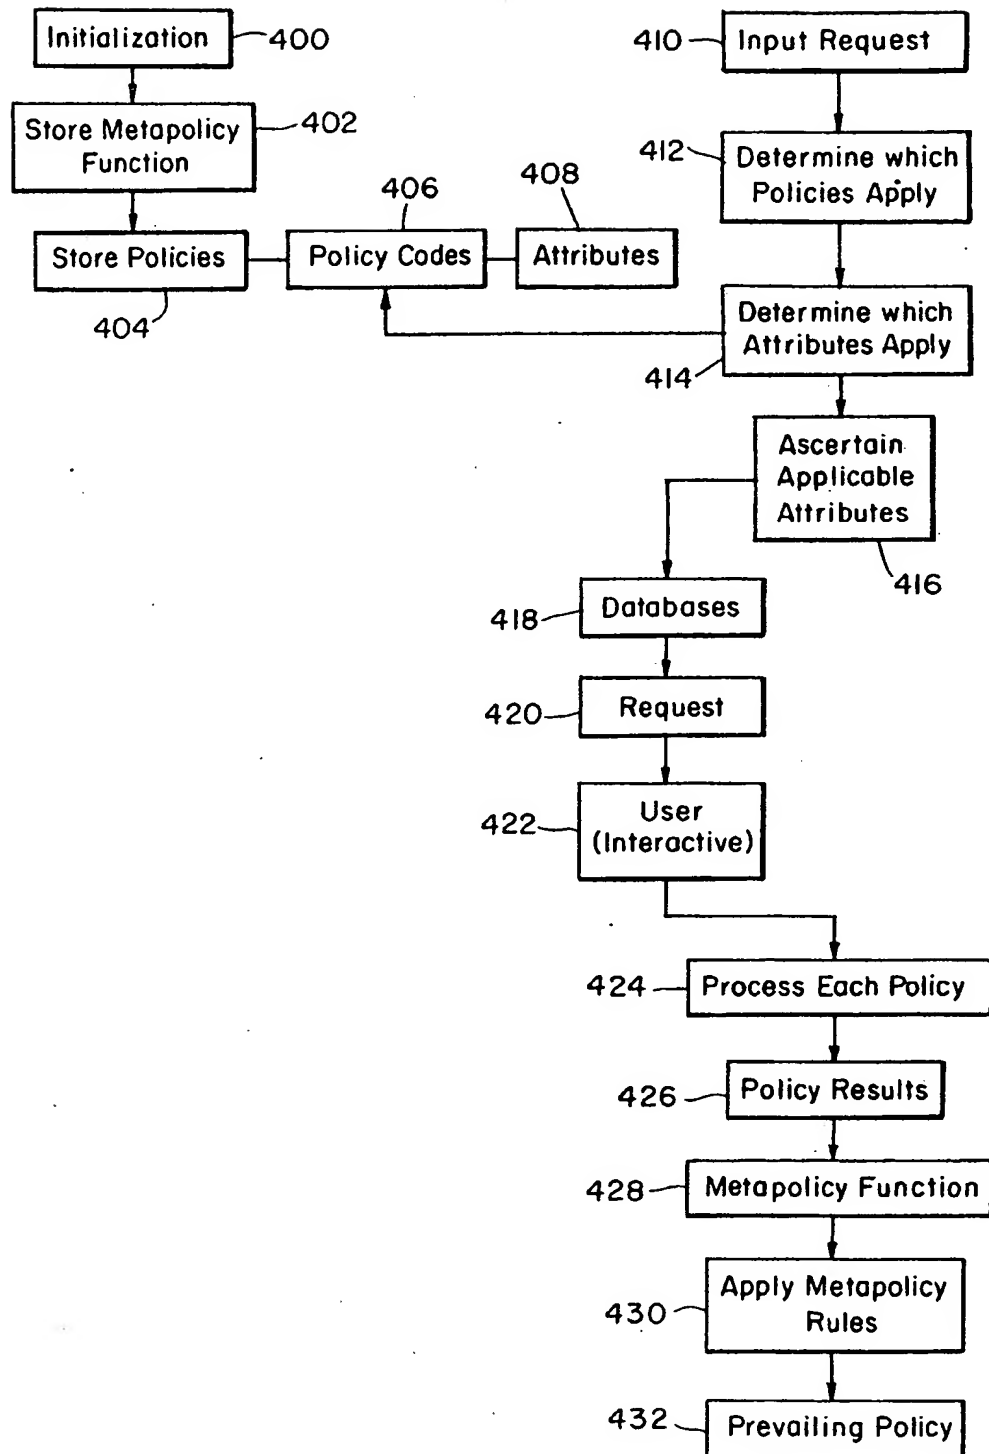 Initialization
400
Store Metapolicy
Function
402
Store Policies
404
Policy Codes
406
Attributes
408
410
Input Request
412
Determine which
Policies Apply
Determine which
Attributes Apply
414
Ascertain
Applicable
Attributes
416
418
Databases
420
Request
422
User
(Interactive)
424
Process Each Policy
426
Policy Results
428
Metapolicy Function
430
Apply Metapolicy
Rules
432
Prevailing Policy